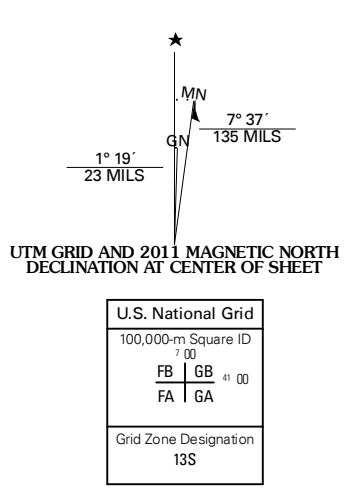 ★
MN
7° 37´
135 MILS
GN
1° 19´
23 MILS
UTM GRID AND 2011 MAGNETIC NORTH
DECLINATION AT CENTER OF SHEET
U.S. National Grid
100,000-m Square ID
7 00
FB GB
41 00
FA GA
Grid Zone Designation
13S